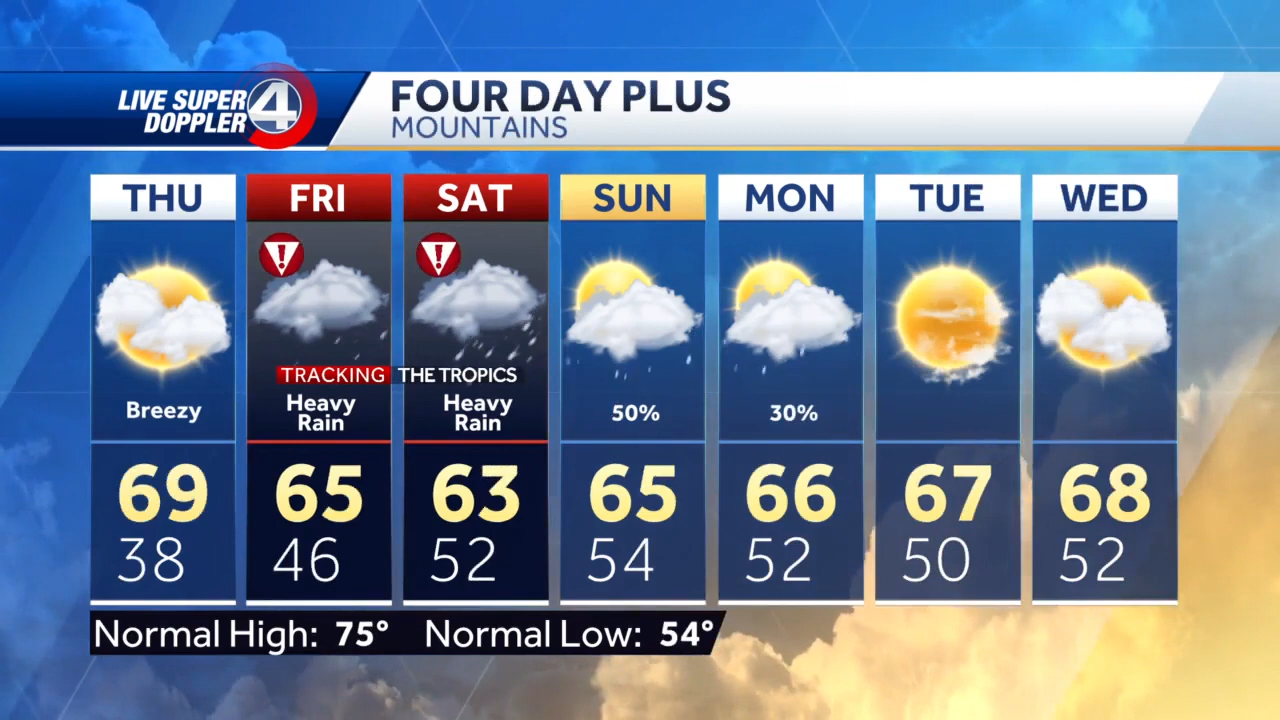 LIVE SUPER
DOPPLER 4
FOUR DAY PLUS
MOUNTAINS
THU FRI SAT SUN MON TUE WED
! !
TRACKING THE TROPICS
Breezy Heavy Rain Heavy Rain 50% 30%
69 65 63 65 66 67 68
38 46 52 54 52 50 52
Normal High: 75° Normal Low: 54°